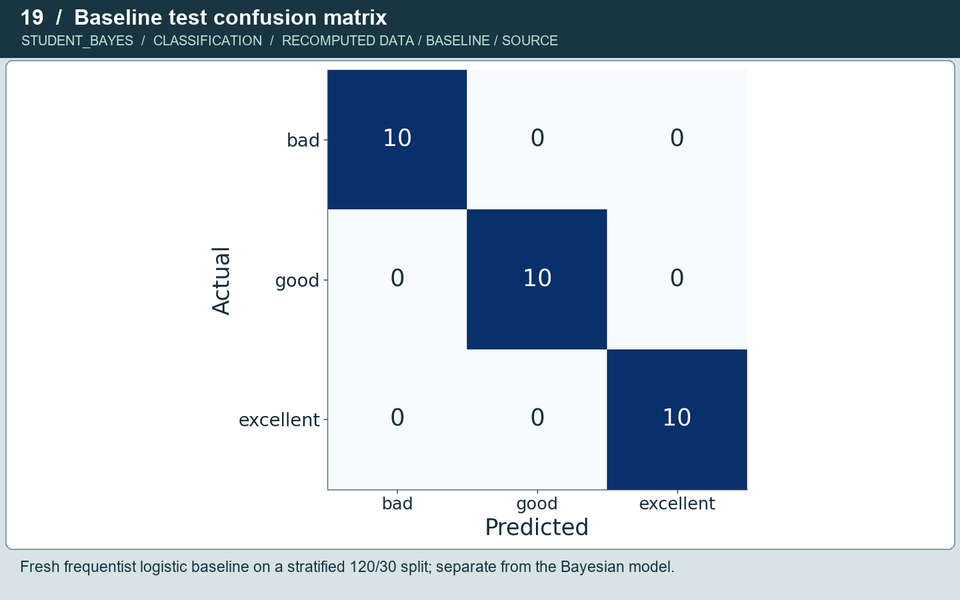 19 / Baseline test confusion matrix
STUDENT_BAYES / CLASSIFICATION / RECOMPUTED DATA / BASELINE / SOURCE
bad 10 0 0
good 0 10 0
excellent 0 0 10
Actual
bad good excellent
Predicted
Fresh frequentist logistic baseline on a stratified 120/30 split; separate from the Bayesian model.